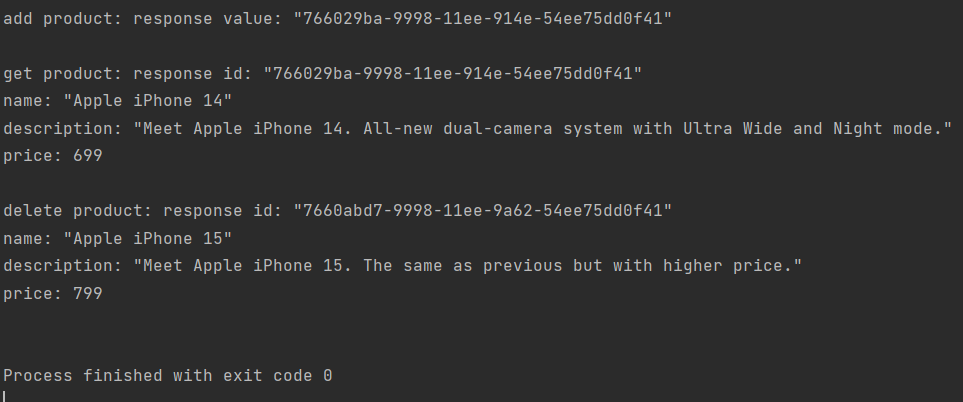 add product: response value: "766029ba-9998-11ee-914e-54ee75dd0f41"
get product: response id: "766029ba-9998-11ee-914e-54ee75dd0f41"
name: "Apple iPhone 14"
description: "Meet Apple iPhone 14. All-new dual-camera system with Ultra Wide and Night mode."
price: 699
delete product: response id: "7660abd7-9998-11ee-9a62-54ee75dd0f41"
name: "Apple iPhone 15"
description: "Meet Apple iPhone 15. The same as previous but with higher price."
price: 799
Process finished with exit code 0